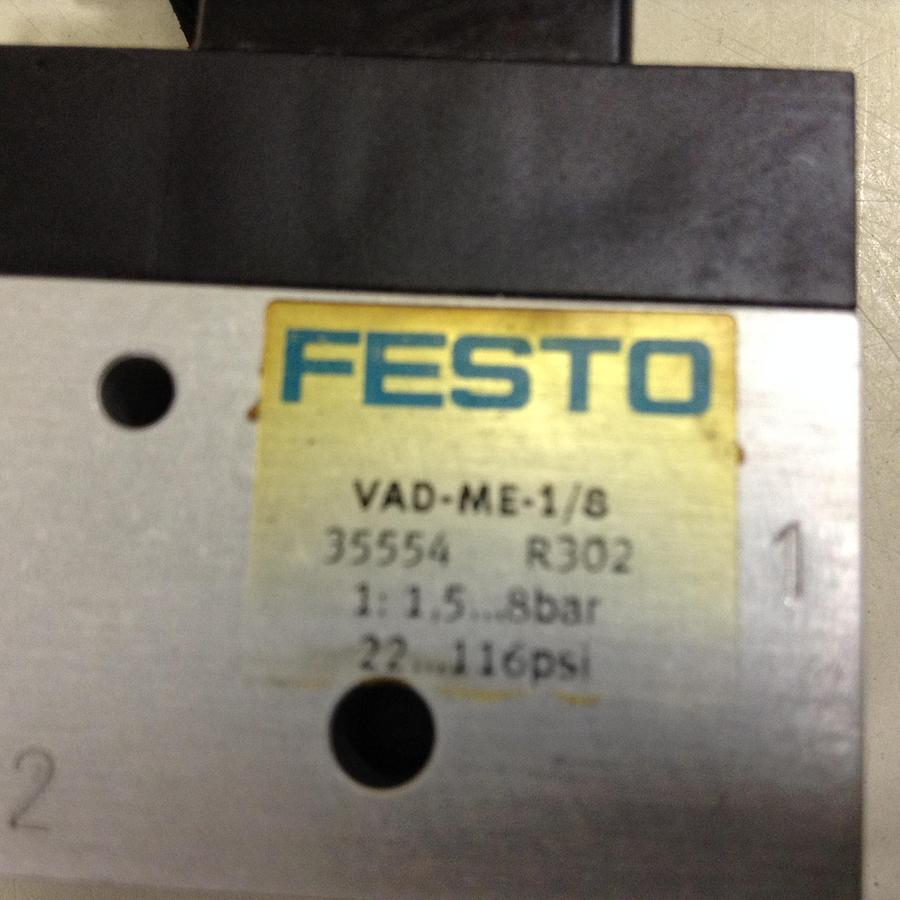 FESTO
VAD-ME-1/8
35554 R302
1: 1.5...8bar
22...116psi
1
2